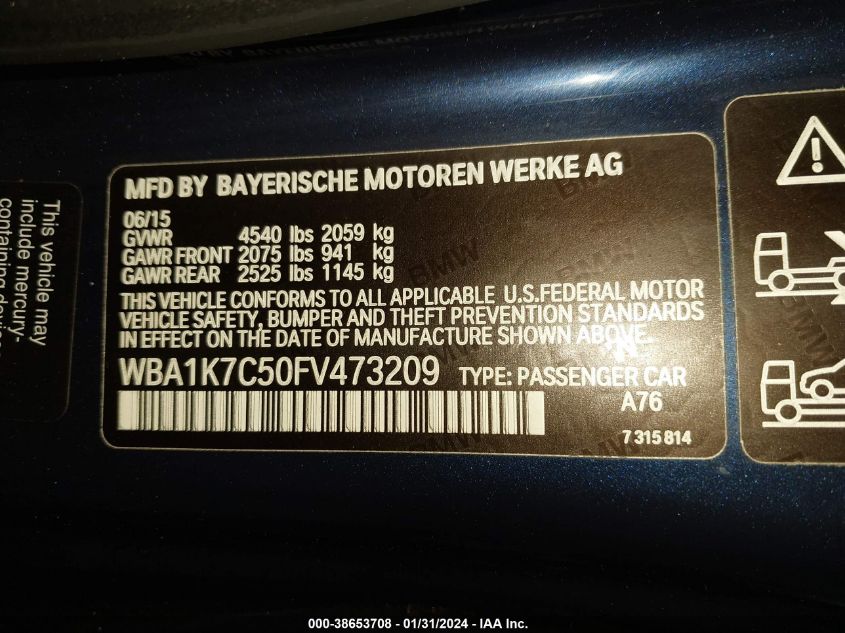 MFD BY BAYERISCHE MOTOREN WERKE AG
06/15
GVWR 4540 lbs 2059 kg
GAWR FRONT 2075 lbs 941 kg
GAWR REAR 2525 lbs 1145 kg
THIS VEHICLE CONFORMS TO ALL APPLICABLE U.S.FEDERAL MOTOR
VEHICLE SAFETY, BUMPER AND THEFT PREVENTION STANDARDS
IN EFFECT ON THE DATE OF MANUFACTURE SHOWN ABOVE.
WBA1K7C50FV473209 TYPE: PASSENGER CAR
A76
7 315 814
This vehicle may
include mercury-
containing devices
000-38653708 - 01/31/2024 - IAA Inc.